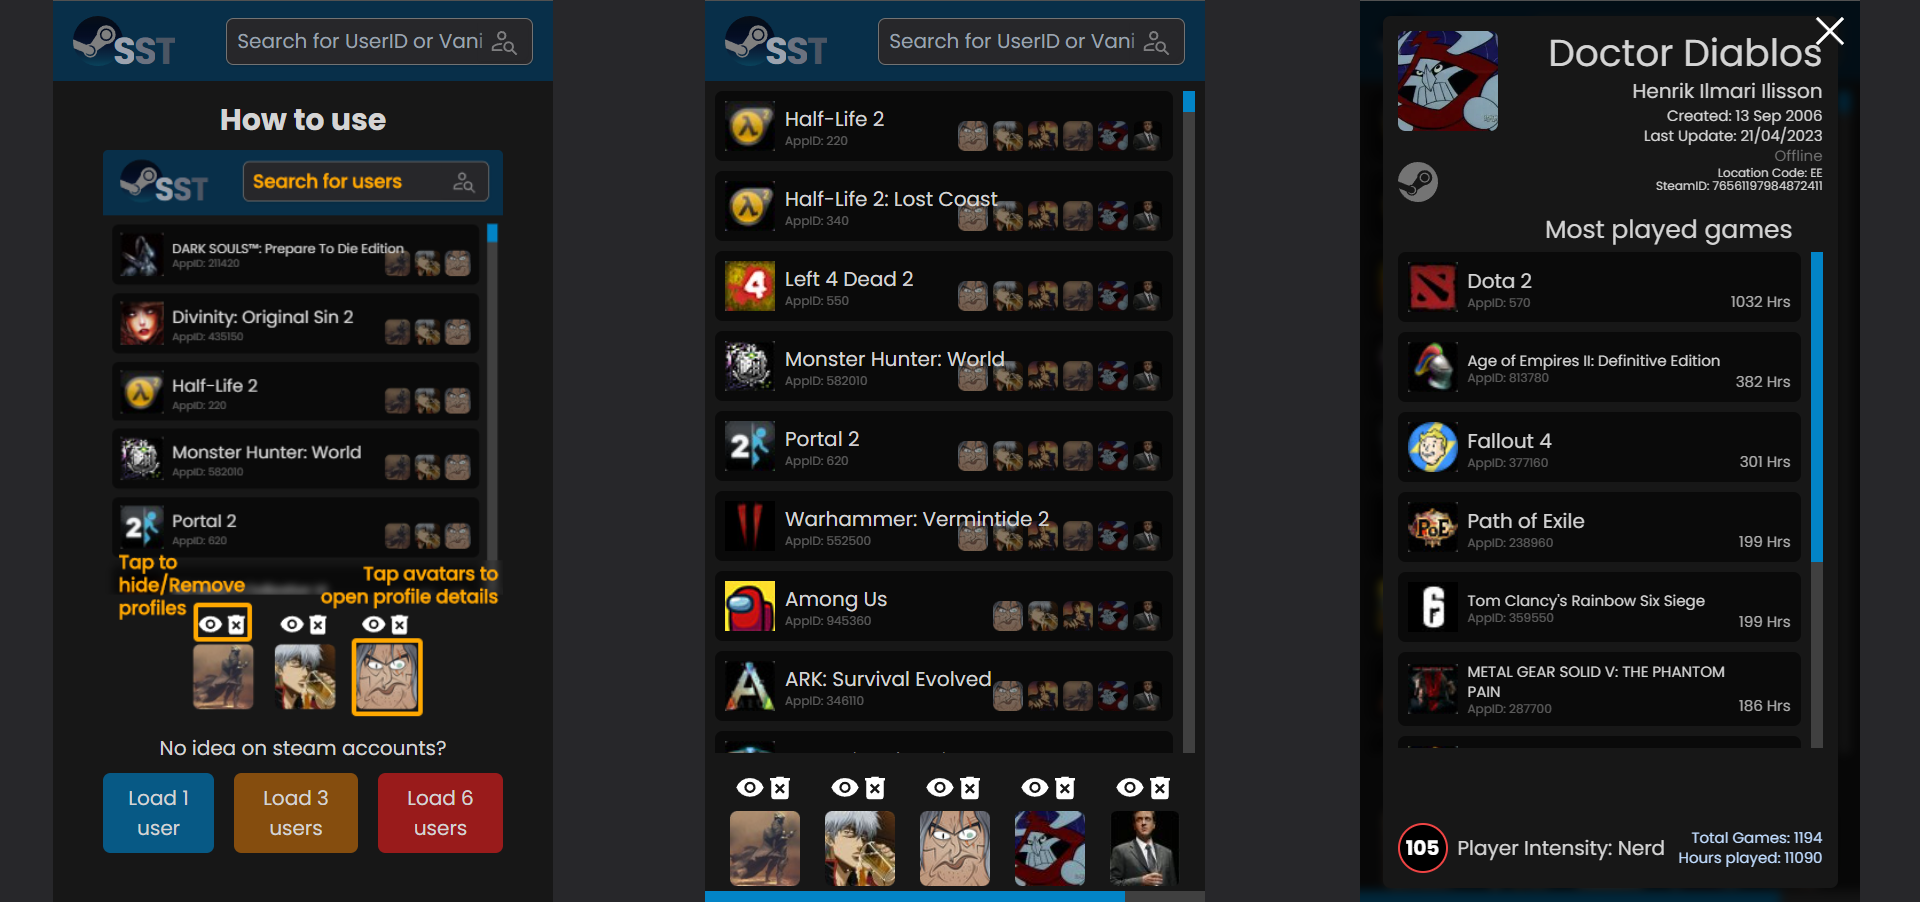 SST
Search for UserID or Vani
How to use
SST
Search for users
DARK SOULS™: Prepare To Die Edition
AppID: 211420
Divinity: Original Sin 2
AppID: 435150
Half-Life 2
AppID: 220
Monster Hunter: World
AppID: 582010
Portal 2
AppID: 620
Tap to
hide/Remove
profiles
Tap avatars to
open profile details
No idea on steam accounts?
Load 1
user
Load 3
users
Load 6
users
SST
Search for UserID or Vani
Half-Life 2
AppID: 220
Half-Life 2: Lost Coast
AppID: 340
Left 4 Dead 2
AppID: 550
Monster Hunter: World
AppID: 582010
Portal 2
AppID: 620
Warhammer: Vermintide 2
AppID: 552500
Among Us
AppID: 945360
ARK: Survival Evolved
AppID: 346110
Doctor Diablos
Henrik Ilmari Ilisson
Created: 13 Sep 2006
Last Update: 21/04/2023
Offline
Location Code: EE
SteamID: 76561197984872411
Most played games
Dota 2
AppID: 570
1032 Hrs
Age of Empires II: Definitive Edition
AppID: 813780
382 Hrs
Fallout 4
AppID: 377160
301 Hrs
Path of Exile
AppID: 238960
199 Hrs
Tom Clancy's Rainbow Six Siege
AppID: 359550
199 Hrs
METAL GEAR SOLID V: THE PHANTOM
PAIN
AppID: 287700
186 Hrs
105
Player Intensity: Nerd
Total Games: 1194
Hours played: 11090